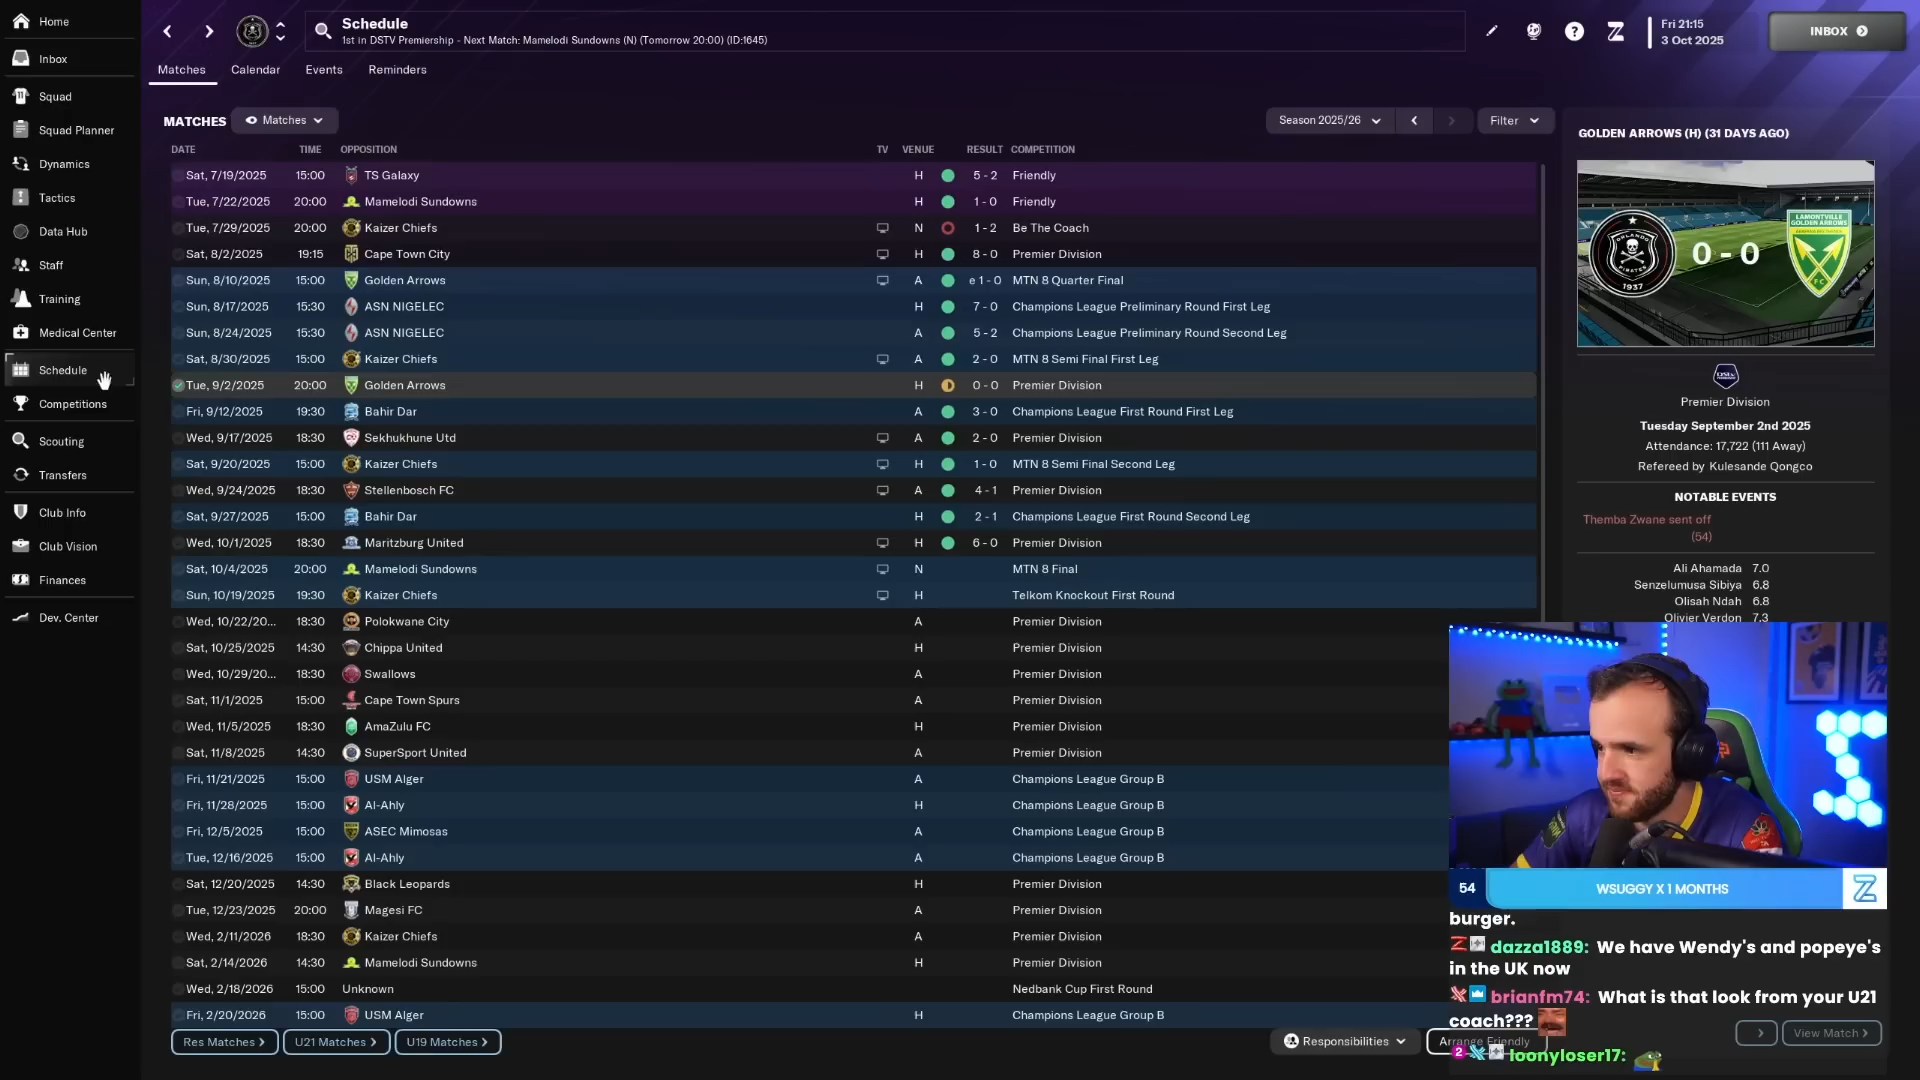 Home
Inbox
Squad
Squad Planner
Dynamics
Tactics
Data Hub
Staff
Training
Medical Center
Schedule
Competitions
Scouting
Transfers
Club Info
Club Vision
Finances
Dev. Center
Schedule
1st in DSTV Premiership - Next Match: Mamelodi Sundowns (N) (Tomorrow 20:00) (ID:1645)
Fri 21:15
3 Oct 2025
INBOX
Matches Calendar Events Reminders
MATCHES Matches Season 2025/26 Filter
DATE TIME OPPOSITION TV VENUE RESULT COMPETITION
Sat, 7/19/2025 15:00 TS Galaxy H 5 - 2 Friendly
Tue, 7/22/2025 20:00 Mamelodi Sundowns H 1 - 0 Friendly
Tue, 7/29/2025 20:00 Kaizer Chiefs N 1 - 2 Be The Coach
Sat, 8/2/2025 19:15 Cape Town City H 8 - 0 Premier Division
Sun, 8/10/2025 15:00 Golden Arrows A e 1 - 0 MTN 8 Quarter Final
Sun, 8/17/2025 15:30 ASN NIGELEC H 7 - 0 Champions League Preliminary Round First Leg
Sun, 8/24/2025 15:30 ASN NIGELEC A 5 - 2 Champions League Preliminary Round Second Leg
Sat, 8/30/2025 15:00 Kaizer Chiefs A 2 - 0 MTN 8 Semi Final First Leg
Tue, 9/2/2025 20:00 Golden Arrows H 0 - 0 Premier Division
Fri, 9/12/2025 19:30 Bahir Dar A 3 - 0 Champions League First Round First Leg
Wed, 9/17/2025 18:30 Sekhukhune Utd A 2 - 0 Premier Division
Sat, 9/20/2025 15:00 Kaizer Chiefs H 1 - 0 MTN 8 Semi Final Second Leg
Wed, 9/24/2025 18:30 Stellenbosch FC A 4 - 1 Premier Division
Sat, 9/27/2025 15:00 Bahir Dar H 2 - 1 Champions League First Round Second Leg
Wed, 10/1/2025 18:30 Maritzburg United H 6 - 0 Premier Division
Sat, 10/4/2025 20:00 Mamelodi Sundowns N MTN 8 Final
Sun, 10/19/2025 19:30 Kaizer Chiefs H Telkom Knockout First Round
Wed, 10/22/20... 18:30 Polokwane City A Premier Division
Sat, 10/25/2025 14:30 Chippa United H Premier Division
Wed, 10/29/20... 18:30 Swallows A Premier Division
Sat, 11/1/2025 15:00 Cape Town Spurs A Premier Division
Wed, 11/5/2025 18:30 AmaZulu FC H Premier Division
Sat, 11/8/2025 14:30 SuperSport United A Premier Division
Fri, 11/21/2025 15:00 USM Alger A Champions League Group B
Fri, 11/28/2025 15:00 Al-Ahly H Champions League Group B
Fri, 12/5/2025 15:00 ASEC Mimosas A Champions League Group B
Tue, 12/16/2025 15:00 Al-Ahly A Champions League Group B
Sat, 12/20/2025 14:30 Black Leopards H Premier Division
Tue, 12/23/2025 20:00 Magesi FC A Premier Division
Wed, 2/11/2026 18:30 Kaizer Chiefs A Premier Division
Sat, 2/14/2026 14:30 Mamelodi Sundowns H Premier Division
Wed, 2/18/2026 15:00 Unknown Nedbank Cup First Round
Fri, 2/20/2026 15:00 USM Alger H Champions League Group B
Res Matches U21 Matches U19 Matches Responsibilities Arrange Friendly View Match
GOLDEN ARROWS (H) (31 DAYS AGO)
ORLANDO
PIRATES
1937
0 - 0
LAMONTVILLE
GOLDEN ARROWS
FC
Premier Division
Tuesday September 2nd 2025
Attendance: 17,722 (111 Away)
Refereed by Kulesande Qongco
NOTABLE EVENTS
Themba Zwane sent off
(54)
Ali Ahamada 7.0
Senzelumusa Sibiya 6.8
Olisah Ndah 6.8
Olivier Verdon 7.3
54 WSUGGY X 1 MONTHS
burger.
dazza1889: We have Wendy's and popeye's
in the UK now
brianfm74: What is that look from your U21
coach???
2 loonyloser17: